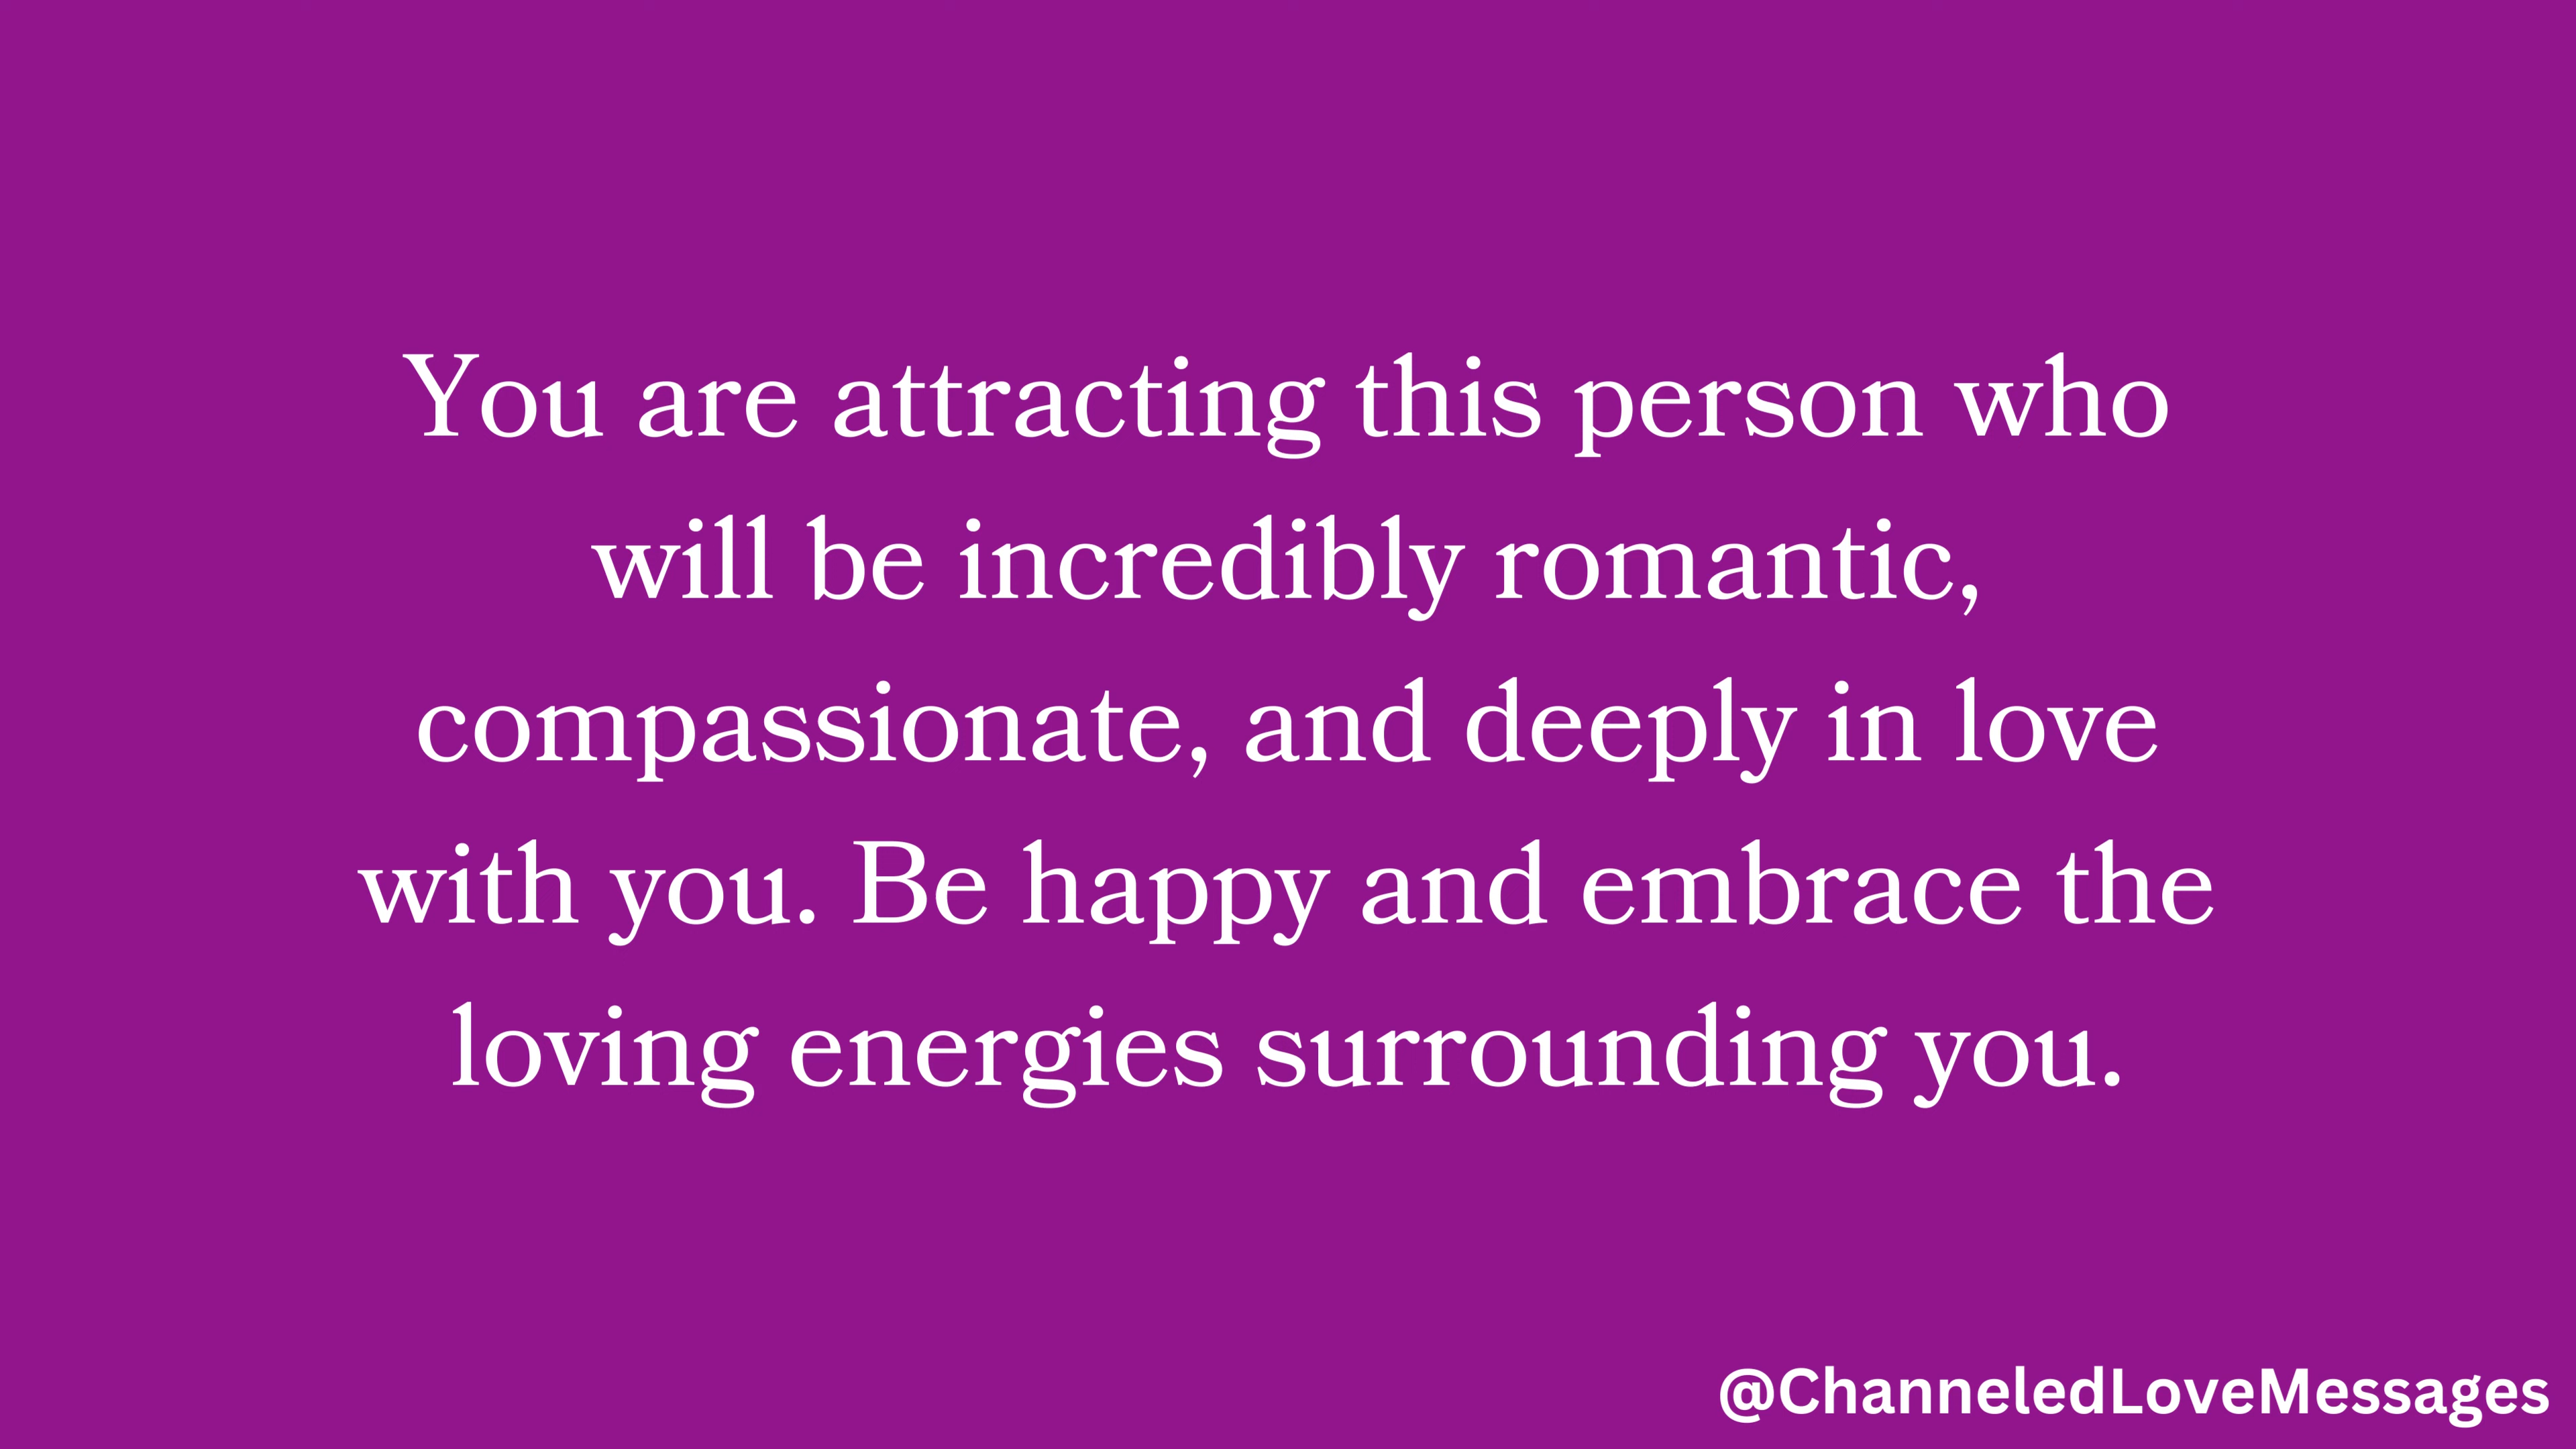 You are attracting this person who
will be incredibly romantic,
compassionate, and deeply in love
with you. Be happy and embrace the
loving energies surrounding you.
@ChanneledLoveMessages